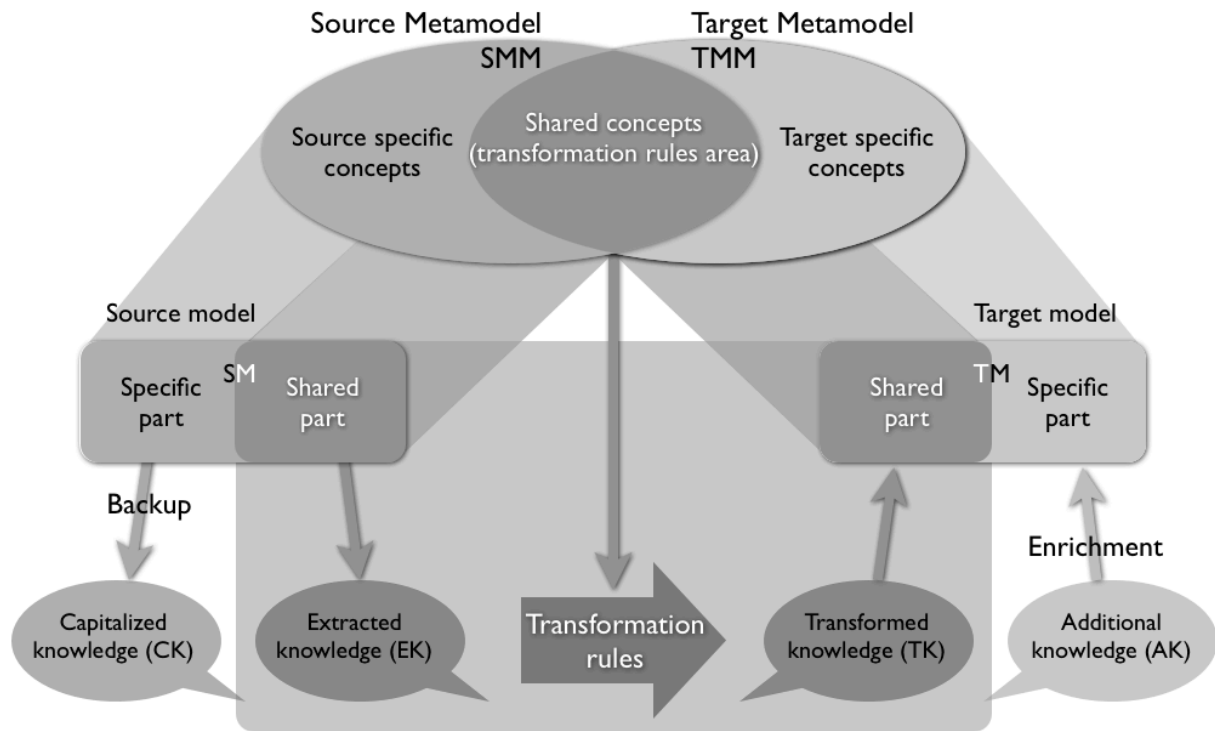 Source Metamodel
SMM
Target Metamodel
TMM
Source specific
concepts
Shared concepts
(transformation rules area)
Target specific
concepts
Source model
Target model
SM
Specific
part
Shared
part
Shared
part
TM
Specific
part
Backup
Enrichment
Capitalized
knowledge (CK)
Extracted
knowledge (EK)
Transformation
rules
Transformed
knowledge (TK)
Additional
knowledge (AK)